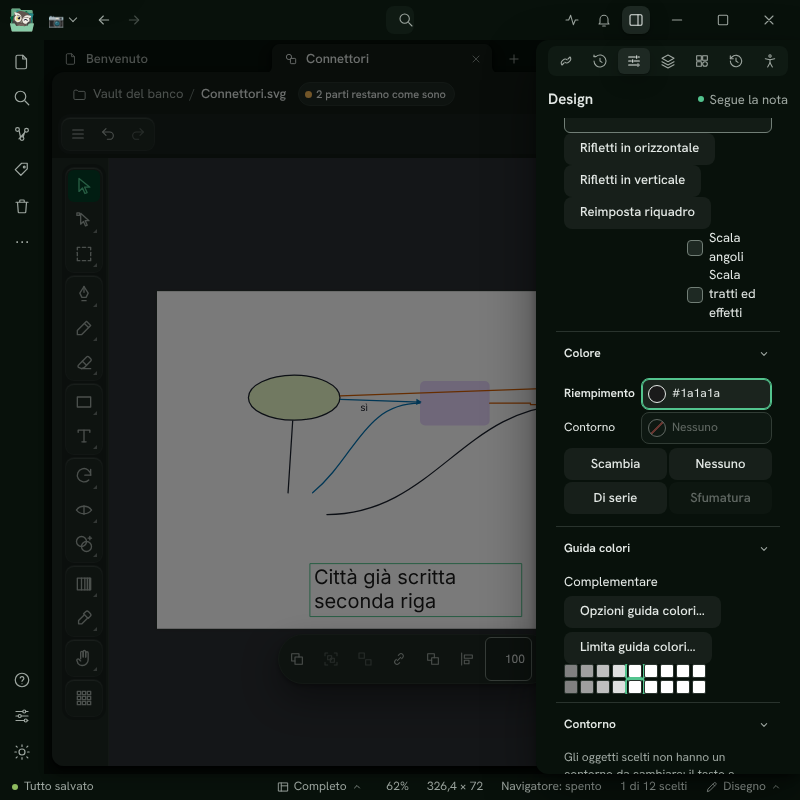 Benvenuto
Connettori
Vault del banco / Connettori.svg
2 parti restano come sono
Design
Segue la nota
Rifletti in orizzontale
Rifletti in verticale
Reimposta riquadro
Scala
angoli
Scala
tratti ed
effetti
Colore
Riempimento
#1a1a1a
Contorno
Nessuno
Scambia
Nessuno
Di serie
Sfumatura
Guida colori
Complementare
Opzioni guida colori...
Limita guida colori...
Contorno
Gli oggetti scelti non hanno un
sì
Città già scritta
seconda riga
100
Tutto salvato
Completo
62%
326,4 × 72
Navigatore: spento
1 di 12 scelti
Disegno